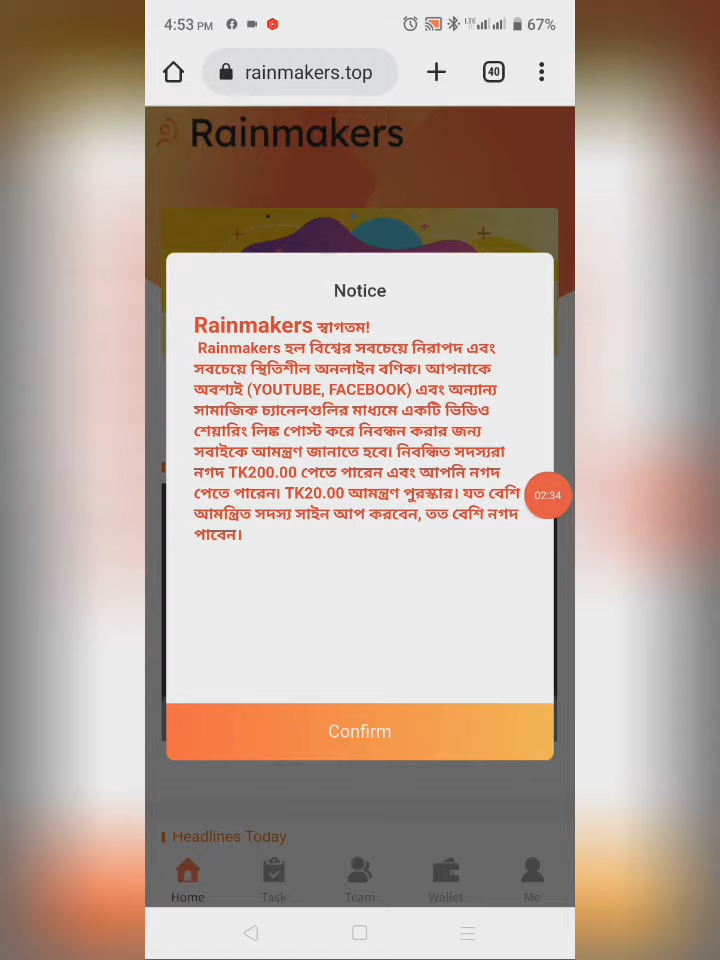 4:53 PM
LTE
67%
rainmakers.top
40
Rainmakers
Notice
Rainmakers স্বাগতম!
Rainmakers হল বিশ্বের সবচেয়ে নিরাপদ এবং
সবচেয়ে স্থিতিশীল অনলাইন বণিক। আপনাকে
অবশ্যই (YOUTUBE, FACEBOOK) এবং অন্যান্য
সামাজিক চ্যানেলগুলির মাধ্যমে একটি ভিডিও
শেয়ারিং লিঙ্ক পোস্ট করে নিবন্ধন করার জন্য
সবাইকে আমন্ত্রণ জানাতে হবে। নিবন্ধিত সদস্যরা
নগদ TK200.00 পেতে পারেন এবং আপনি নগদ
পেতে পারেন। TK20.00 আমন্ত্রণ পুরস্কার। যত বেশি
আমন্ত্রিত সদস্য সাইন আপ করবেন, তত বেশি নগদ
পাবেন।
02:34
Confirm
Headlines Today
Home
Task
Team
Wallet
Me